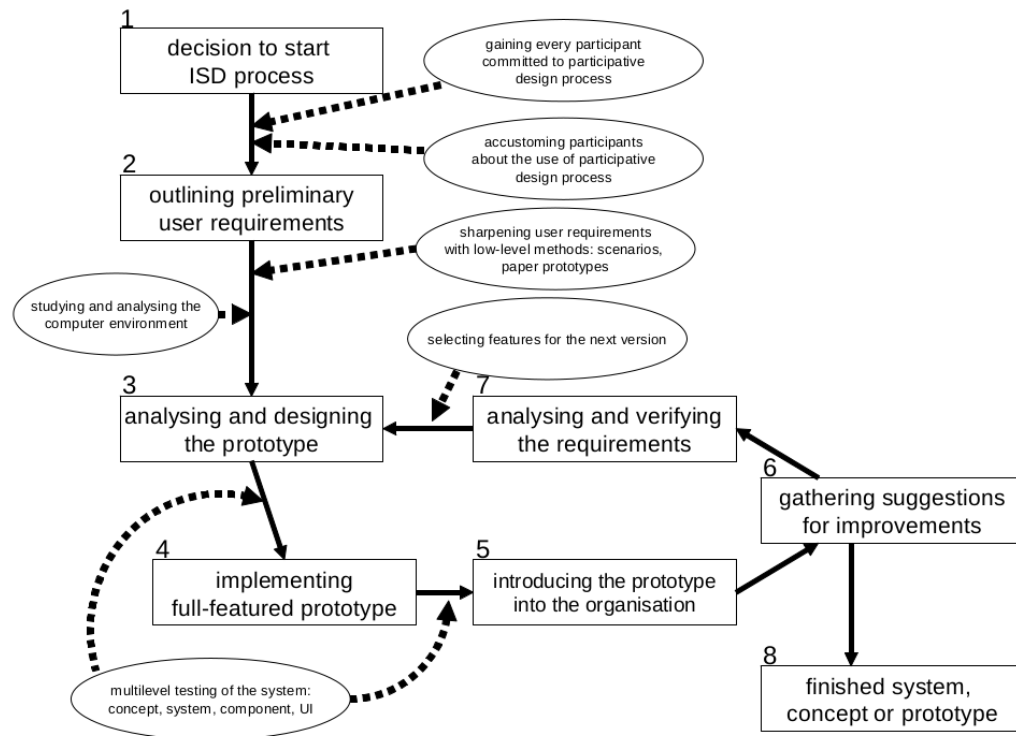 1
decision to start
ISD process
gaining every participant
committed to participative
design process
accustoming participants
about the use of participative
design process
2
outlining preliminary
user requirements
sharpening user requirements
with low-level methods: scenarios,
paper prototypes
studying and analysing the
computer environment
selecting features for the next version
3
analysing and designing
the prototype
7
analysing and verifying
the requirements
6
gathering suggestions
for improvements
4
implementing
full-featured prototype
5
introducing the prototype
into the organisation
8
finished system,
concept or prototype
multilevel testing of the system:
concept, system, component, UI